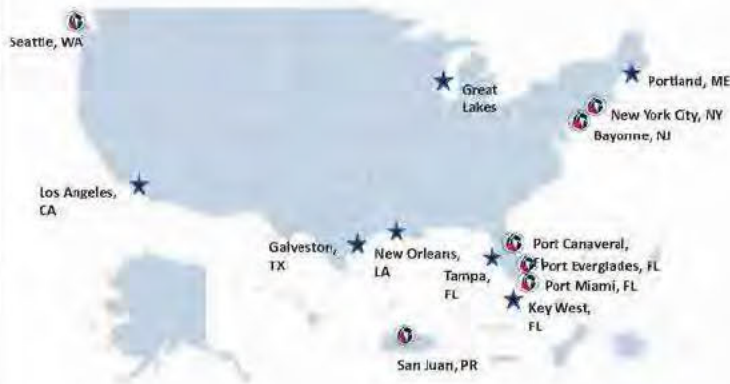 Seattle, WA
Great
Lakes
Portland, ME
New York City, NY
Bayonne, NJ
Los Angeles,
CA
Galveston,
TX
New Orleans,
LA
Tampa,
FL
Port Canaveral,
FL
Port Everglades, FL
Port Miami, FL
Key West,
FL
San Juan, PR